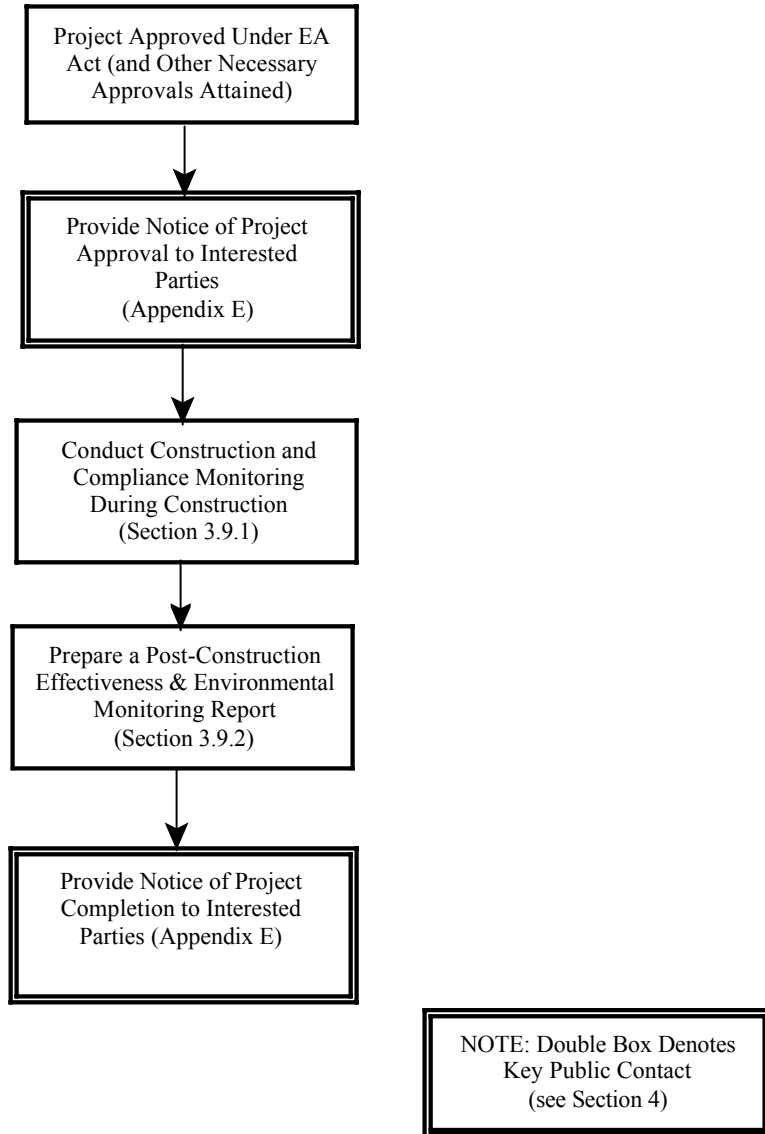 Project Approved Under EA
Act (and Other Necessary
Approvals Attained)
Provide Notice of Project
Approval to Interested
Parties
(Appendix E)
Conduct Construction and
Compliance Monitoring
During Construction
(Section 3.9.1)
Prepare a Post-Construction
Effectiveness & Environmental
Monitoring Report
(Section 3.9.2)
Provide Notice of Project
Completion to Interested
Parties (Appendix E)
NOTE: Double Box Denotes
Key Public Contact
(see Section 4)